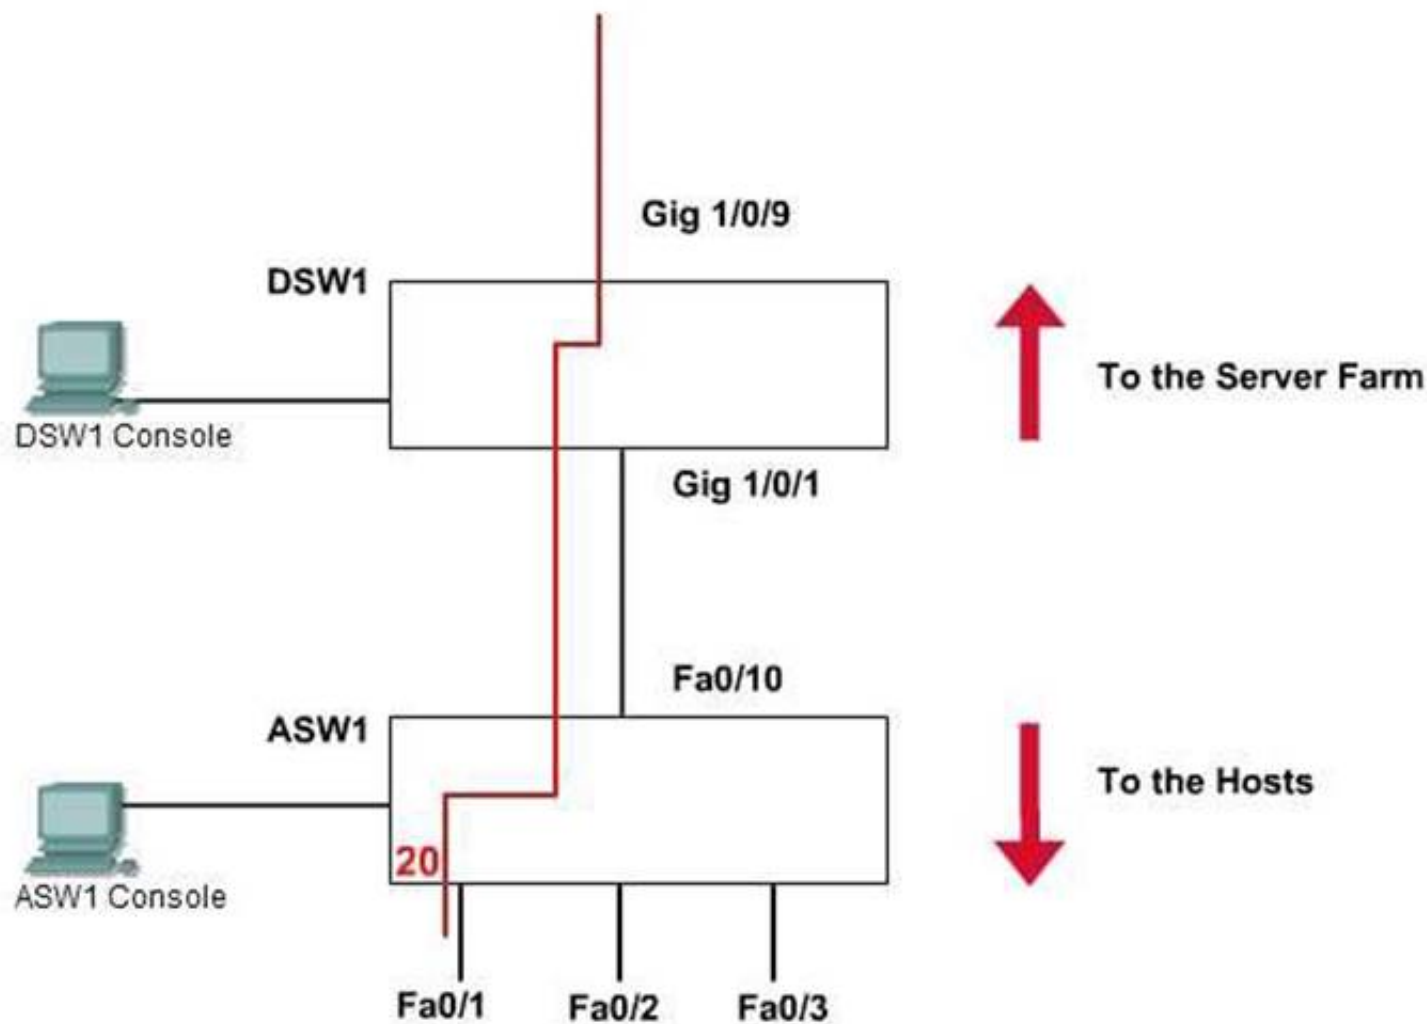 Gig 1/0/9
DSW1
To the Server Farm
DSW1 Console
Gig 1/0/1
Fa0/10
ASW1
To the Hosts
20
ASW1 Console
Fa0/1
Fa0/2
Fa0/3